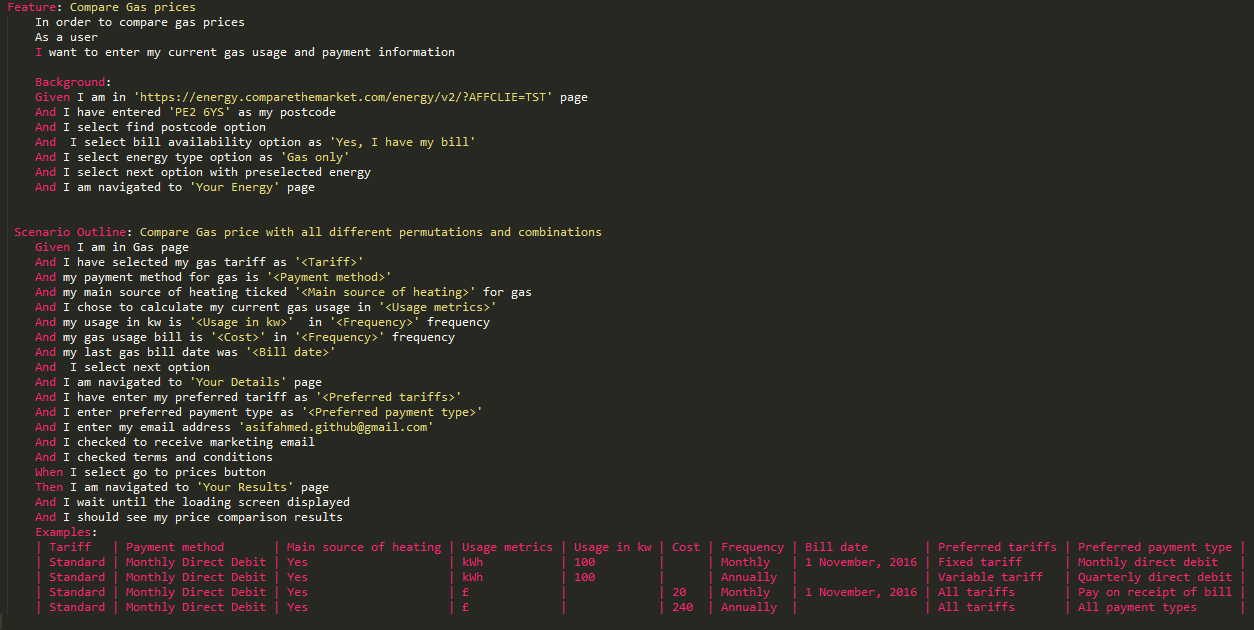 Feature: Compare Gas prices
In order to compare gas prices
As a user
I want to enter my current gas usage and payment information
Background:
Given I am in 'https://energy.comparethemarket.com/energy/v2/?AFFCLIE=TST' page
And I have entered 'PE2 6YS' as my postcode
And I select find postcode option
And  I select bill availability option as 'Yes, I have my bill'
And I select energy type option as 'Gas only'
And I select next option with preselected energy
And I am navigated to 'Your Energy' page
Scenario Outline: Compare Gas price with all different permutations and combinations
Given I am in Gas page
And I have selected my gas tariff as '<Tariff>'
And my payment method for gas is '<Payment method>'
And my main source of heating ticked '<Main source of heating>' for gas
And I chose to calculate my current gas usage in '<Usage metrics>'
And my usage in kw is '<Usage in kw>'  in '<Frequency>' frequency
And my gas usage bill is '<Cost>' in '<Frequency>' frequency
And my last gas bill date was '<Bill date>'
And  I select next option
And I am navigated to 'Your Details' page
And I have enter my preferred tariff as '<Preferred tariffs>'
And I enter preferred payment type as '<Preferred payment type>'
And I enter my email address 'asifahmed.github@gmail.com'
And I checked to receive marketing email
And I checked terms and conditions
When I select go to prices button
Then I am navigated to 'Your Results' page
And I wait until the loading screen displayed
And I should see my price comparison results
Examples:
| Tariff   | Payment method       | Main source of heating | Usage metrics | Usage in kw | Cost | Frequency | Bill date        | Preferred tariffs | Preferred payment type |
| Standard | Monthly Direct Debit | Yes                    | kWh           | 100         |      | Monthly   | 1 November, 2016 | Fixed tariff      | Monthly direct debit   |
| Standard | Monthly Direct Debit | Yes                    | kWh           | 100         |      | Annually  |                  | Variable tariff   | Quarterly direct debit |
| Standard | Monthly Direct Debit | Yes                    | £             |             | 20   | Monthly   | 1 November, 2016 | All tariffs       | Pay on receipt of bill |
| Standard | Monthly Direct Debit | Yes                    | £             |             | 240  | Annually  |                  | All tariffs       | All payment types      |